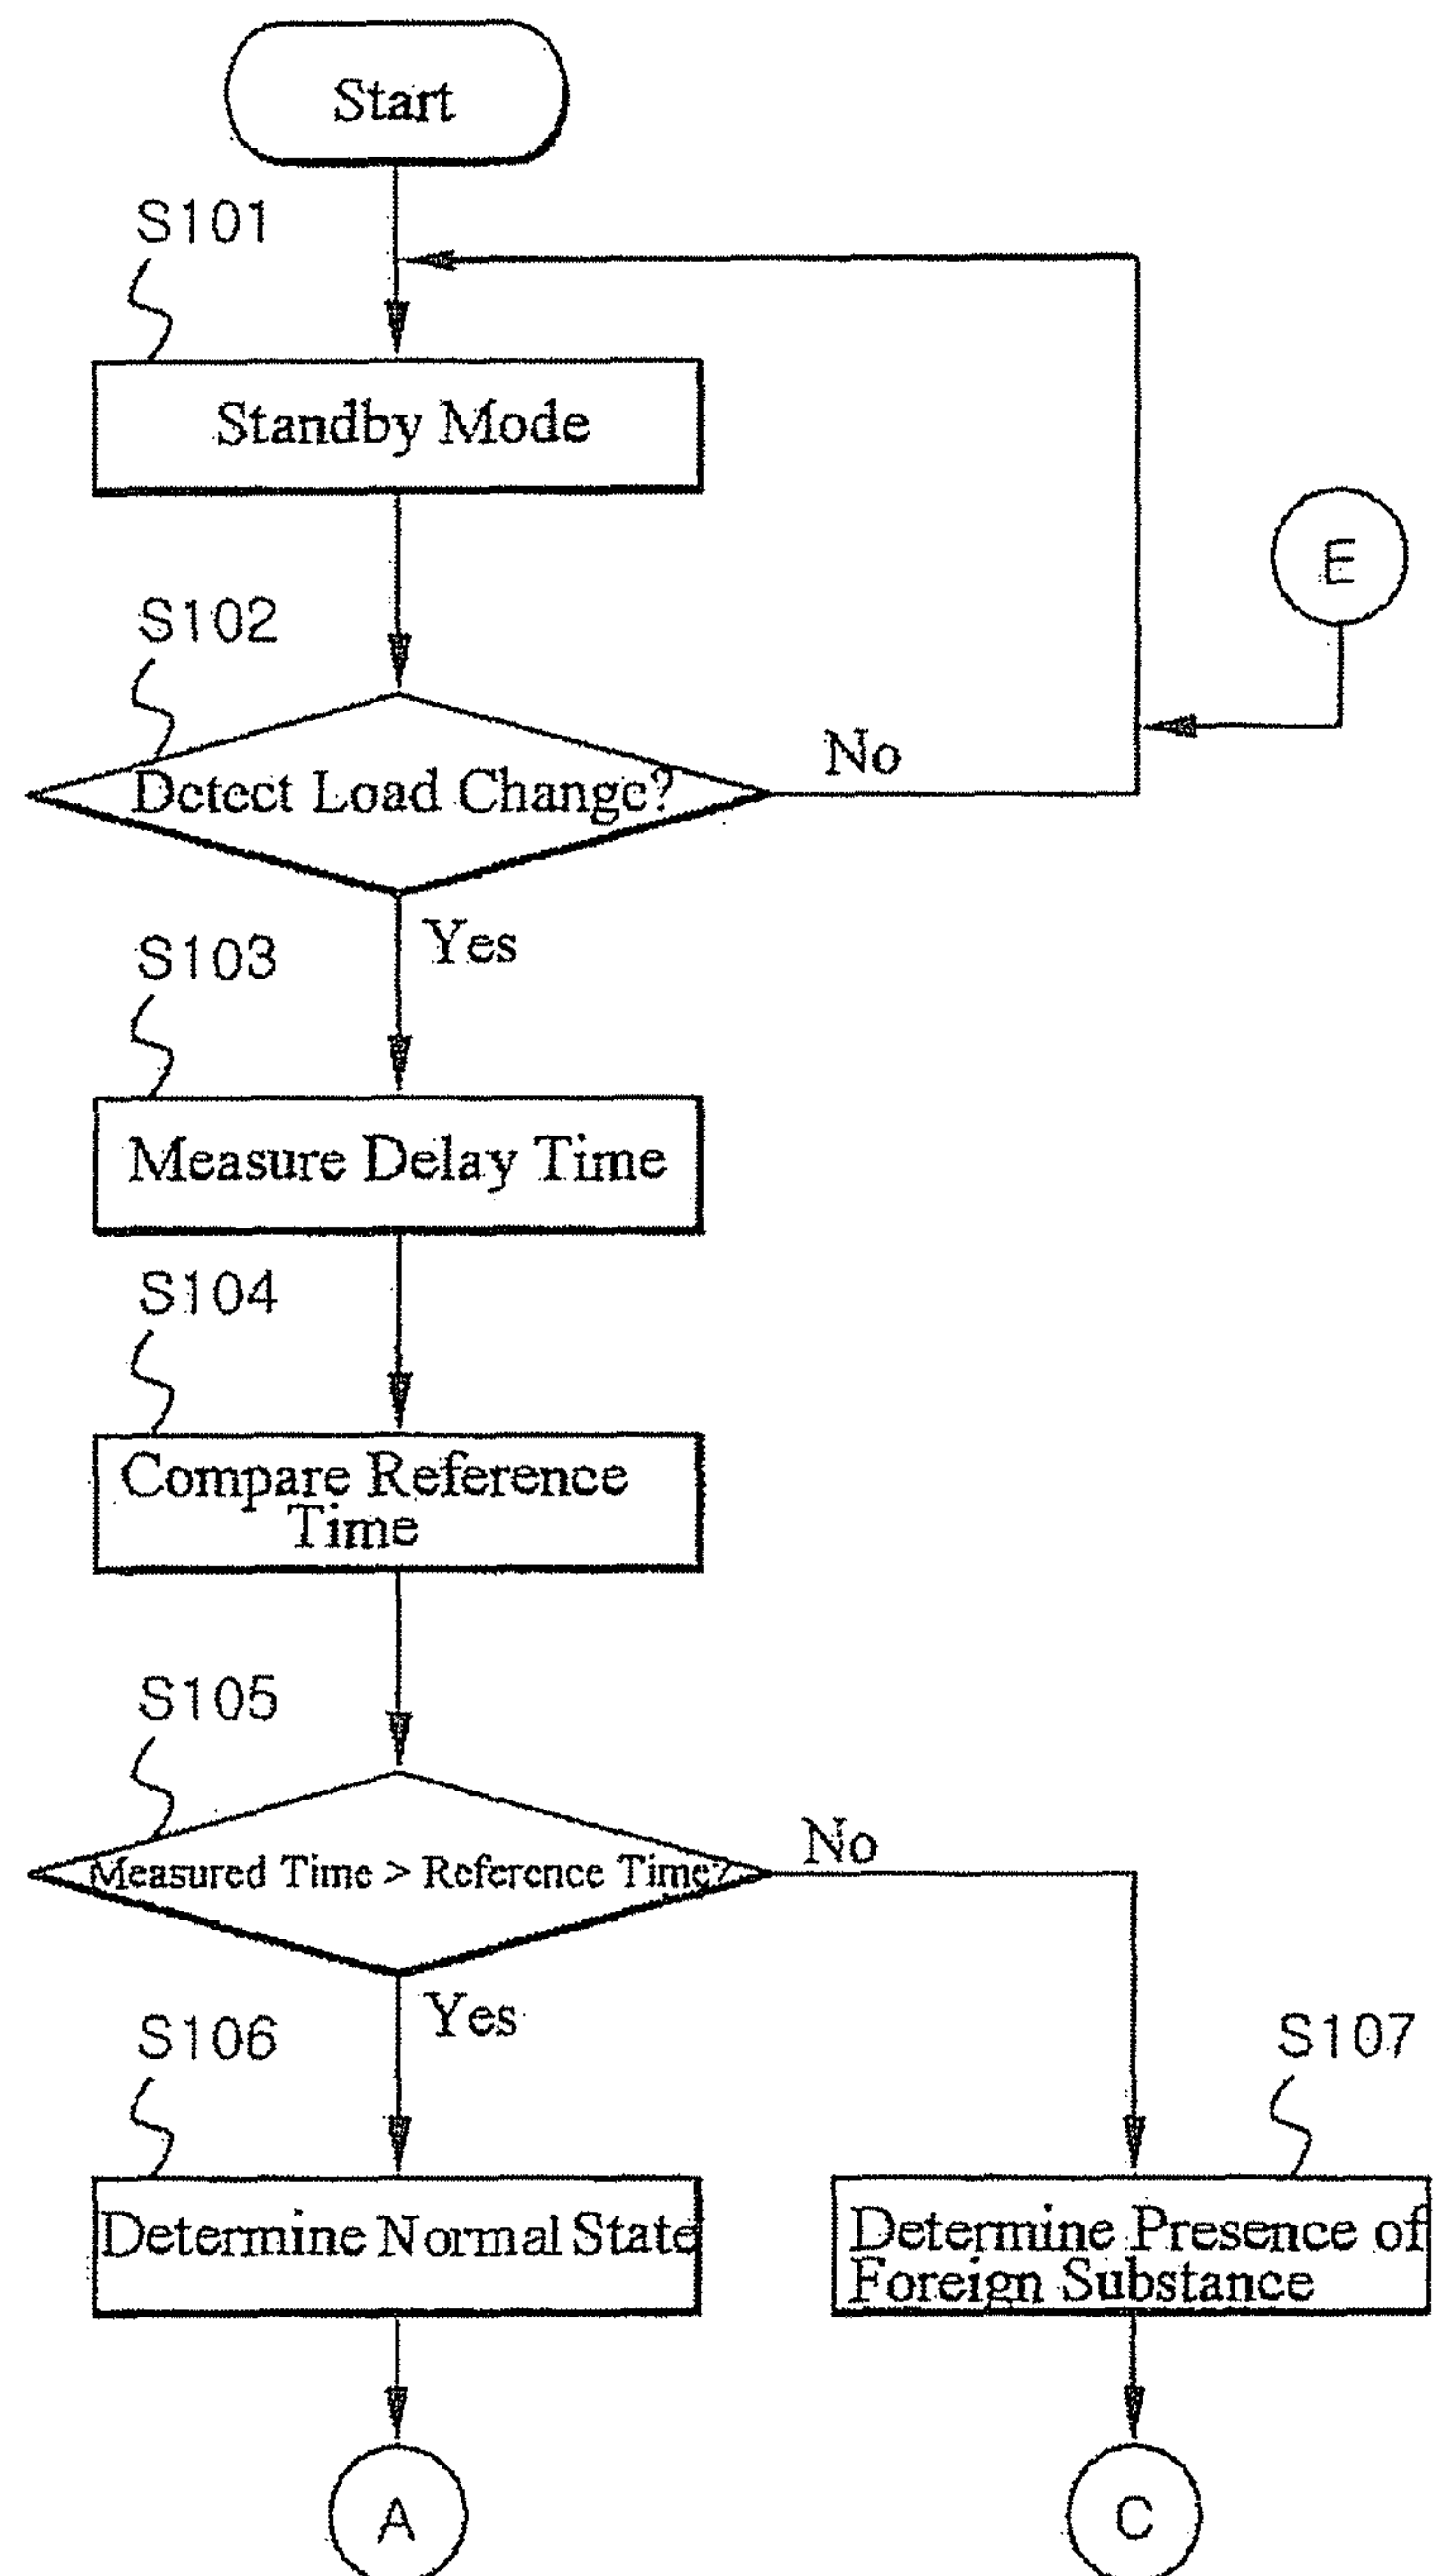 Start
S101
Standby Mode
E
S102
Detect Load Change?
No
Yes
S103
Measure Delay Time
S104
Compare Reference
Time
S105
Measured Time > Reference Time?
No
Yes
S106
S107
Determine Normal State
Determine Presence of
Foreign Substance
A
C